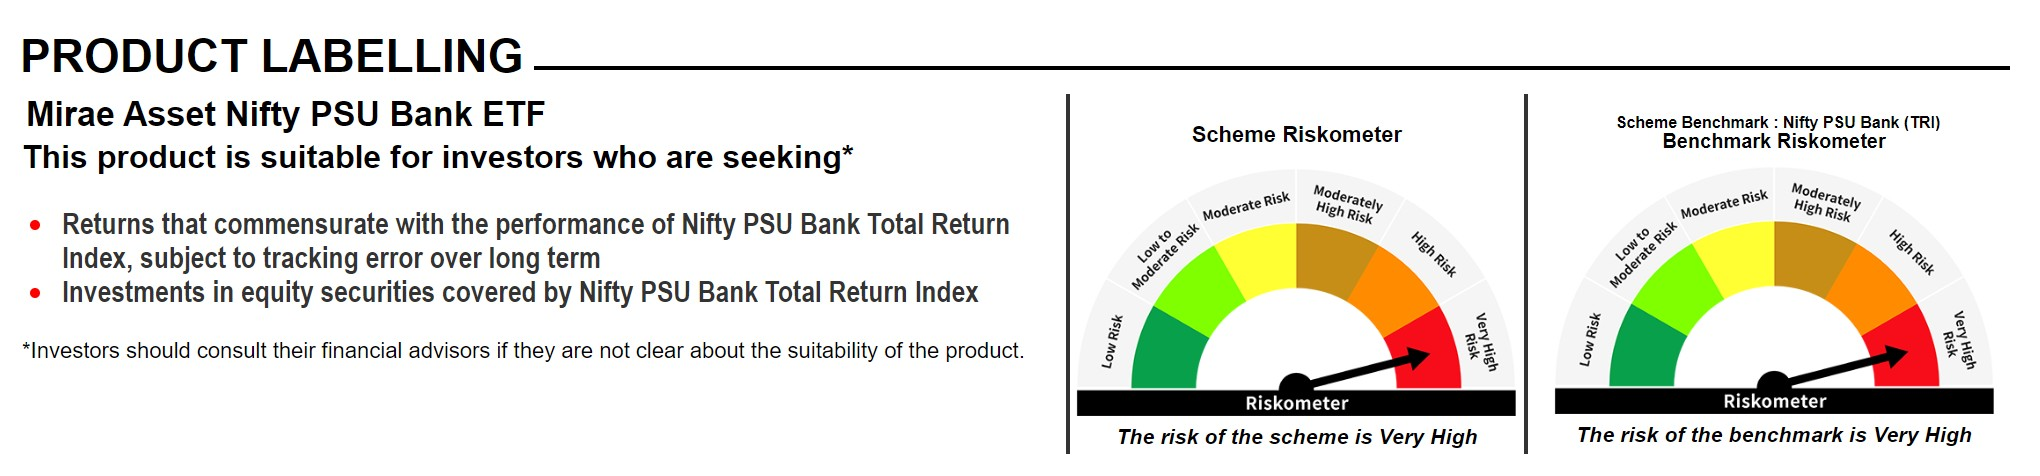 PRODUCT LABELLING
Mirae Asset Nifty PSU Bank ETF
This product is suitable for investors who are seeking*
Returns that commensurate with the performance of Nifty PSU Bank Total Return
Index, subject to tracking error over long term
Investments in equity securities covered by Nifty PSU Bank Total Return Index
*Investors should consult their financial advisors if they are not clear about the suitability of the product.
Scheme Riskometer
Low Risk
Low to
Moderate Risk
Moderate Risk
Moderately
High Risk
High Risk
Very High
Risk
Riskometer
The risk of the scheme is Very High
Scheme Benchmark : Nifty PSU Bank (TRI)
Benchmark Riskometer
Low Risk
Low to
Moderate Risk
Moderate Risk
Moderately
High Risk
High Risk
Very High
Risk
Riskometer
The risk of the benchmark is Very High